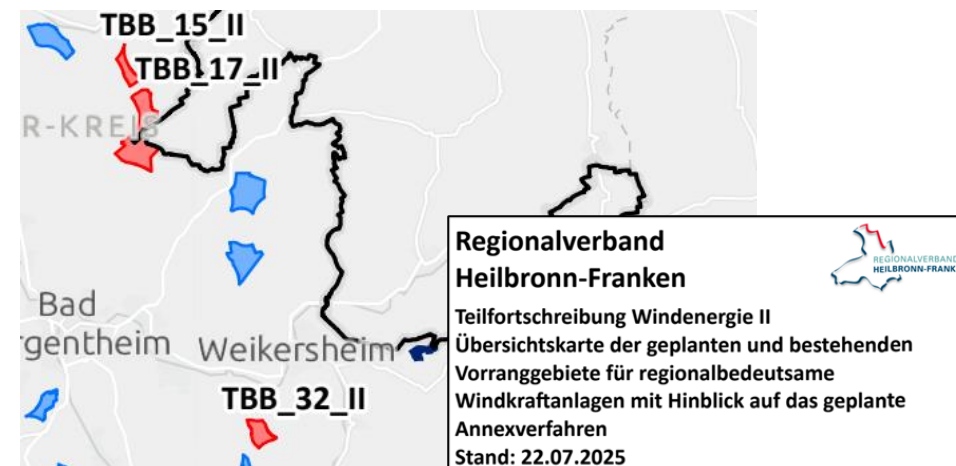 TBB_15_II
TBB_17_II
R-KREIS
Bad
rgentheim
Weikersheim
TBB_32_II
Regionalverband
Heilbronn-Franken
REGIONALVERBAND
HEILBRONN-FRANK
Teilfortschreibung Windenergie II
Übersichtskarte der geplanten und bestehenden
Vorranggebiete für regionalbedeutsame
Windkraftanlagen mit Hinblick auf das geplante
Annexverfahren
Stand: 22.07.2025